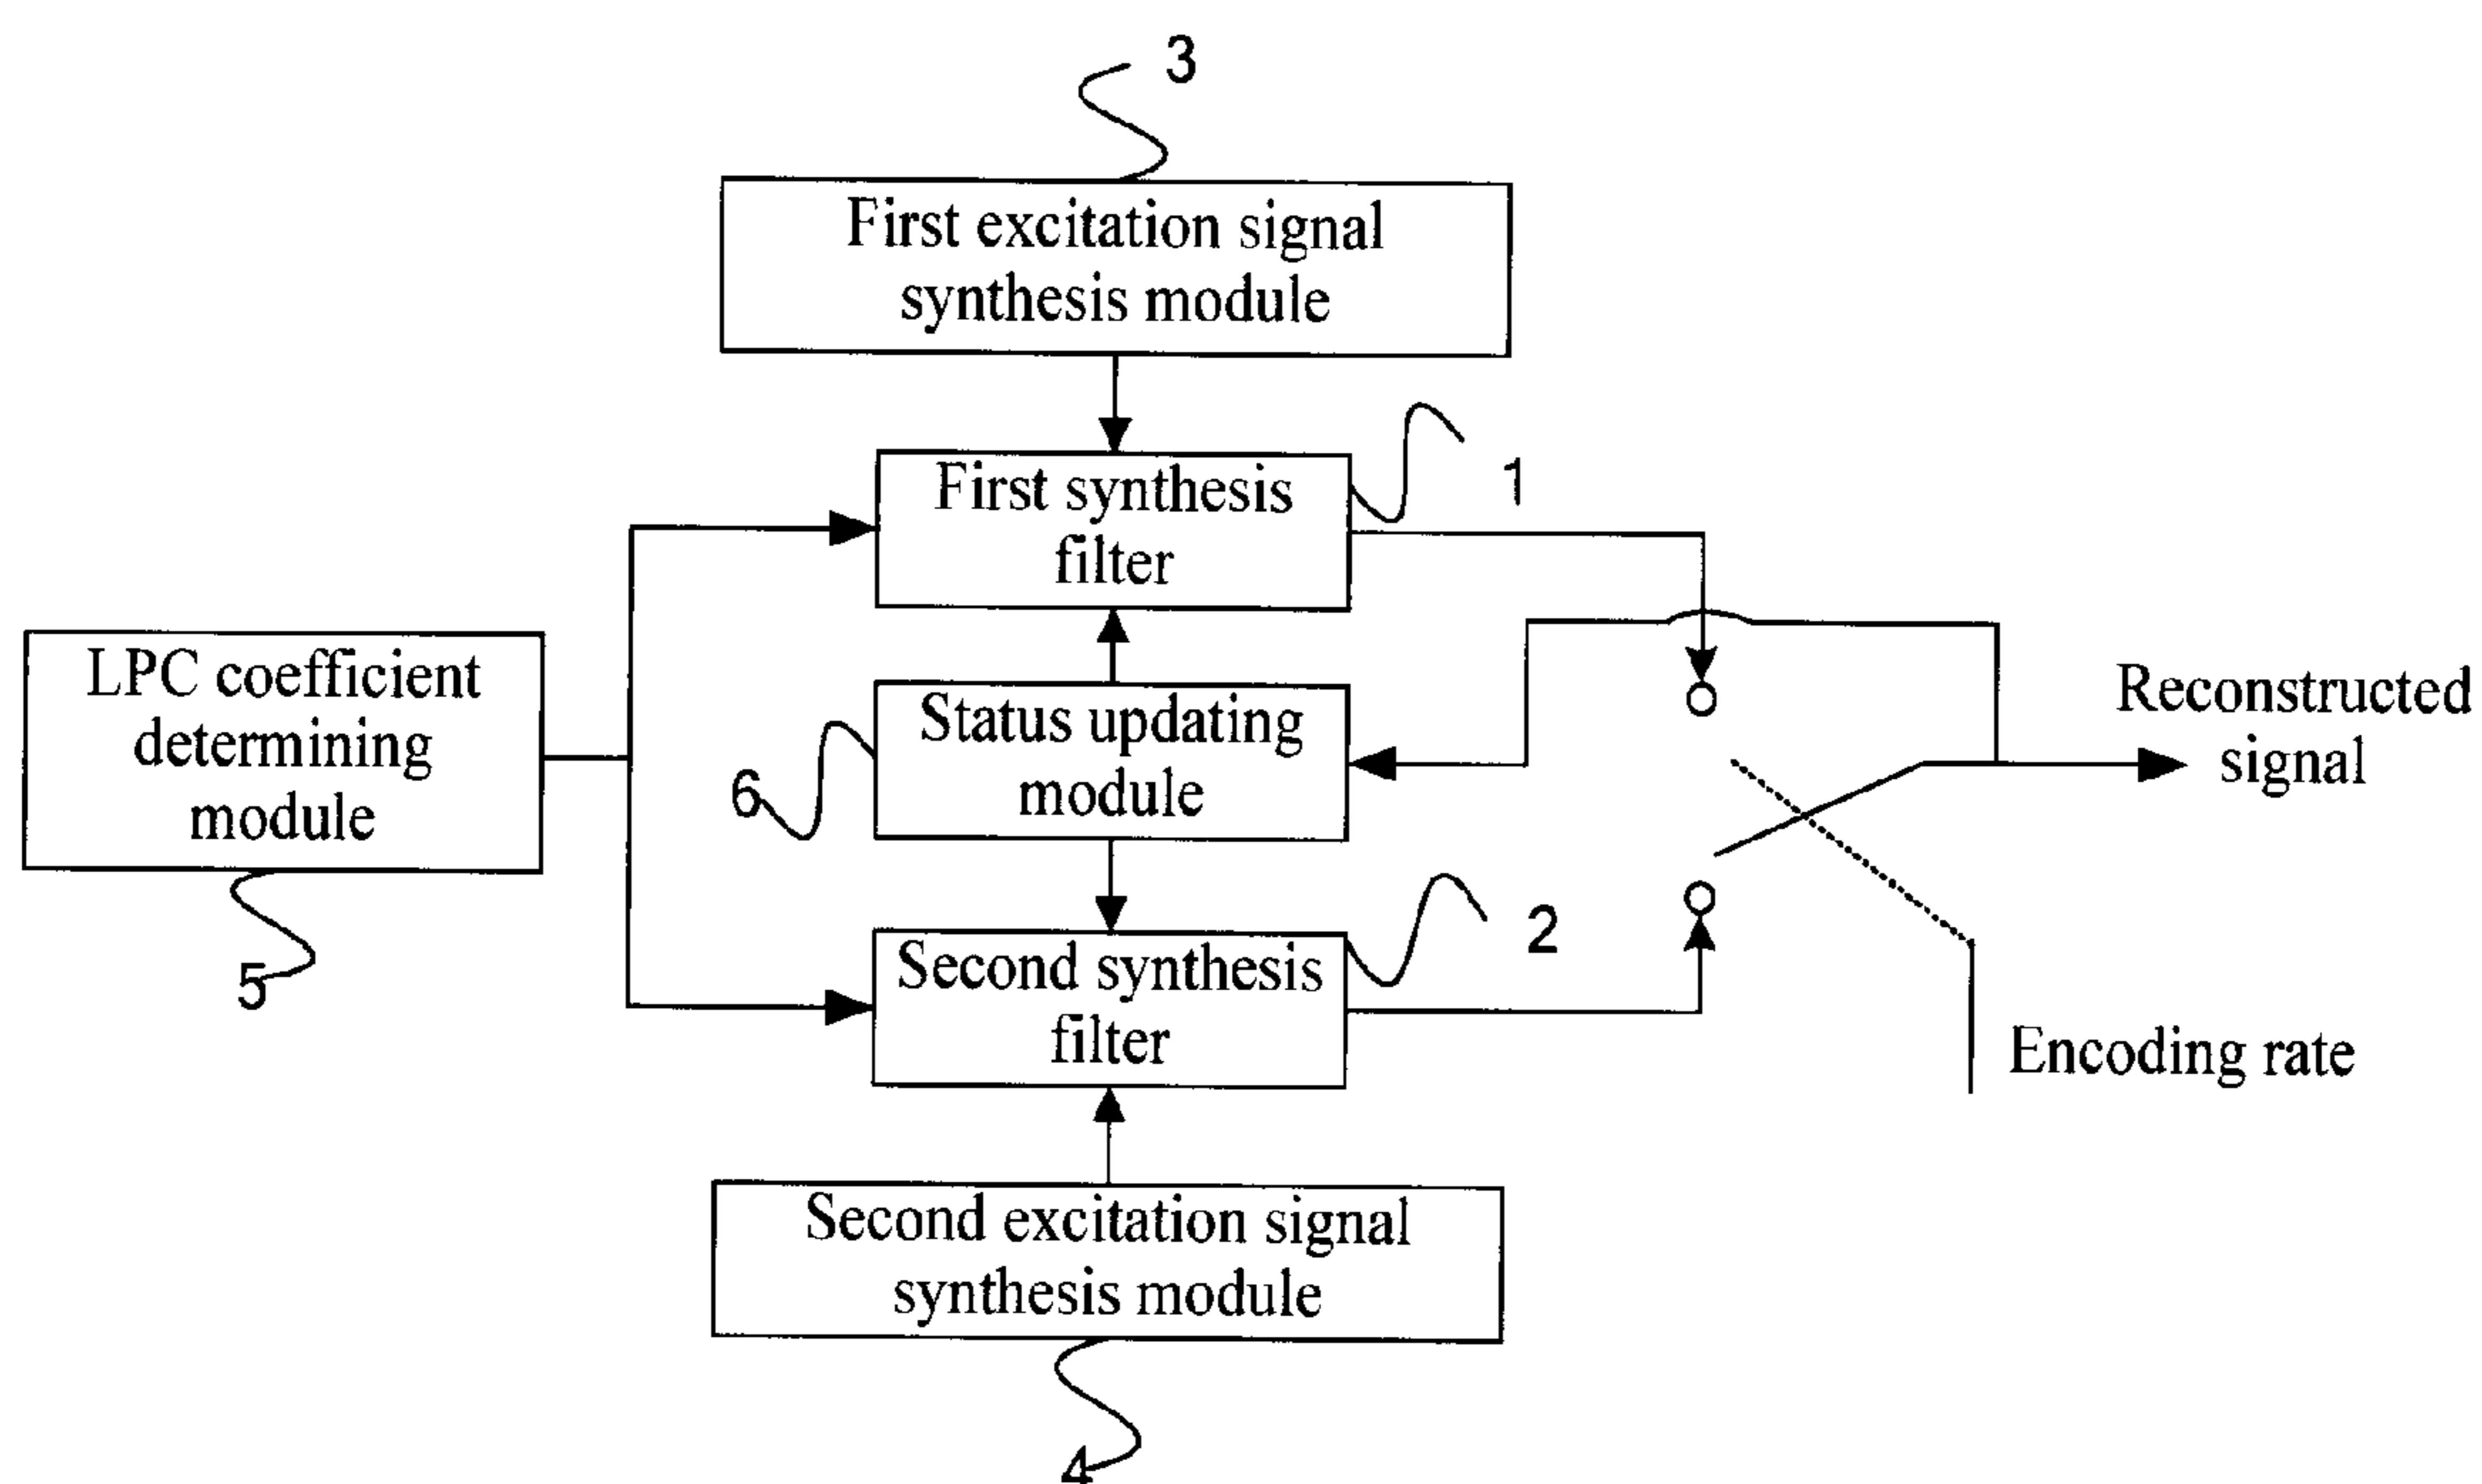 3
First excitation signal
synthesis module
1
First synthesis
filter
LPC coefficient
determining
module
5
6
Status updating
module
Reconstructed
signal
2
Second synthesis
filter
Encoding rate
Second excitation signal
synthesis module
4